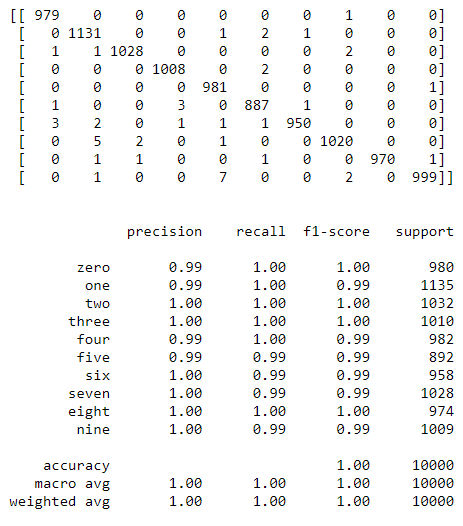 [[ 979 0 0 0 0 0 0 1 0 0]
[ 0 1131 0 0 1 2 1 0 0 0]
[ 1 1 1028 0 0 0 0 2 0 0]
[ 0 0 0 1008 0 2 0 0 0 0]
[ 0 0 0 0 981 0 0 0 0 1]
[ 1 0 0 3 0 887 1 0 0 0]
[ 3 2 0 1 1 1 950 0 0 0]
[ 0 5 2 0 1 0 0 1020 0 0]
[ 0 1 1 0 0 1 0 0 970 1]
[ 0 1 0 0 7 0 0 2 0 999]]
precision recall f1-score support
zero 0.99 1.00 1.00 980
one 0.99 1.00 0.99 1135
two 1.00 1.00 1.00 1032
three 1.00 1.00 1.00 1010
four 0.99 1.00 0.99 982
five 0.99 0.99 0.99 892
six 1.00 0.99 0.99 958
seven 1.00 0.99 0.99 1028
eight 1.00 1.00 1.00 974
nine 1.00 0.99 0.99 1009
accuracy 1.00 10000
macro avg 1.00 1.00 1.00 10000
weighted avg 1.00 1.00 1.00 10000